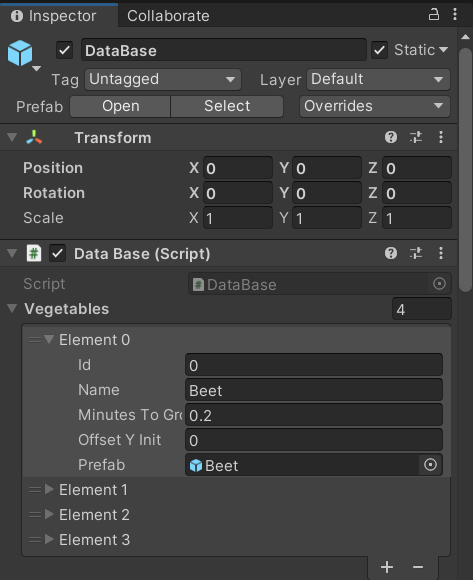 Inspector Collaborate
DataBase Static
Tag Untagged Layer Default
Prefab Open Select Overrides
Transform
Position X 0 Y 0 Z 0
Rotation X 0 Y 0 Z 0
Scale X 1 Y 1 Z 1
# Data Base (Script)
Script # DataBase
Vegetables 4
Element 0
Id 0
Name Beet
Minutes To Gro 0.2
Offset Y Init 0
Prefab Beet
Element 1
Element 2
Element 3
+ −